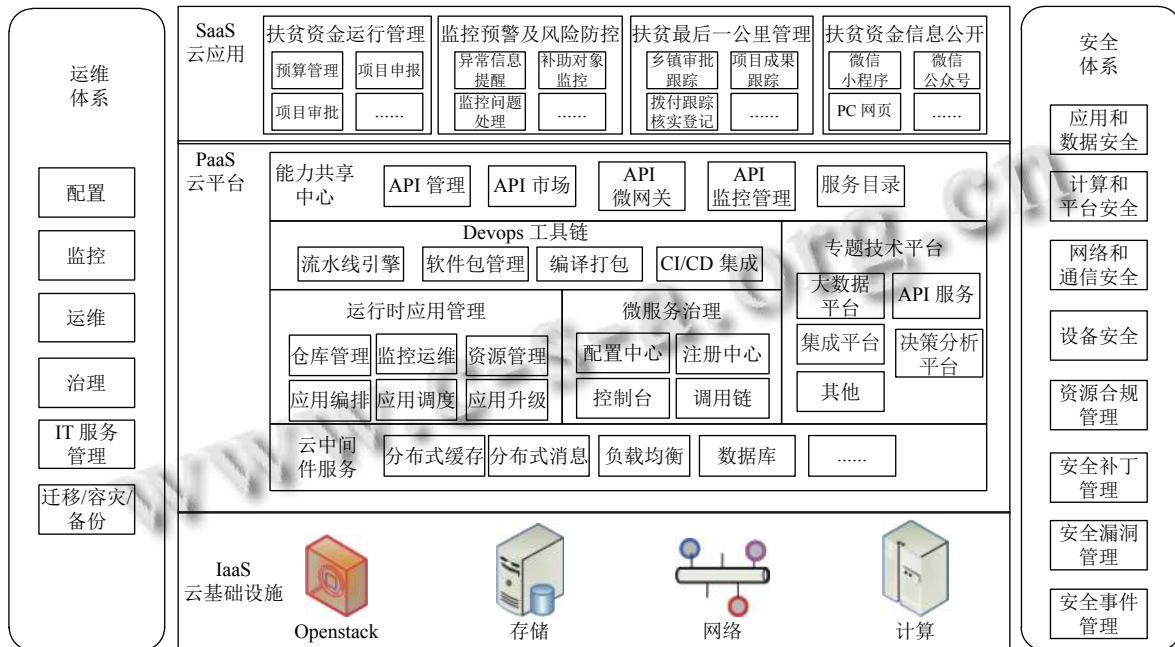 运维
体系
配置
监控
运维
治理
IT 服务
管理
迁移/容灾/
备份
SaaS
云应用
扶贫资金运行管理
预算管理
项目申报
项目审批
......
监控预警及风险防控
异常信息
提醒
补助对象
监控
监控问题
处理
......
扶贫最后一公里管理
乡镇审批
跟踪
项目成果
跟踪
拨付跟踪
核实登记
......
扶贫资金信息公开
微信
小程序
微信
公众号
PC 网页
......
PaaS
云平台
能力共享
中心
API 管理
API 市场
API
微网关
API
监控管理
服务目录
Devops 工具链
流水线引擎
软件包管理
编译打包
CI/CD 集成
专题技术平台
大数据
平台
API 服务
集成平台
决策分析
平台
其他
运行时应用管理
仓库管理
监控运维
资源管理
应用编排
应用调度
应用升级
微服务治理
配置中心
注册中心
控制台
调用链
云中间
件服务
分布式缓存
分布式消息
负载均衡
数据库
......
IaaS
云基础设施
Openstack
存储
网络
计算
安全
体系
应用和
数据安全
计算和
平台安全
网络和
通信安全
设备安全
资源合规
管理
安全补丁
管理
安全漏洞
管理
安全事件
管理
www.c-s-a.org.cn